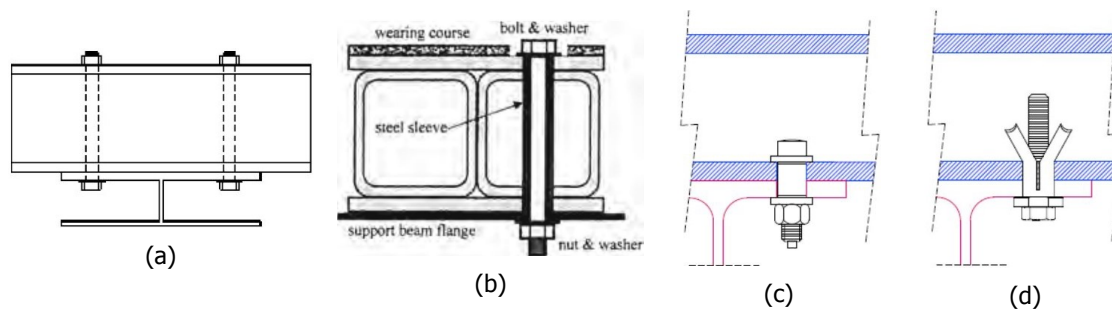 wearing course
bolt & washer
steel sleeve
support beam flange
nut & washer
(a)
(b)
(c)
(d)